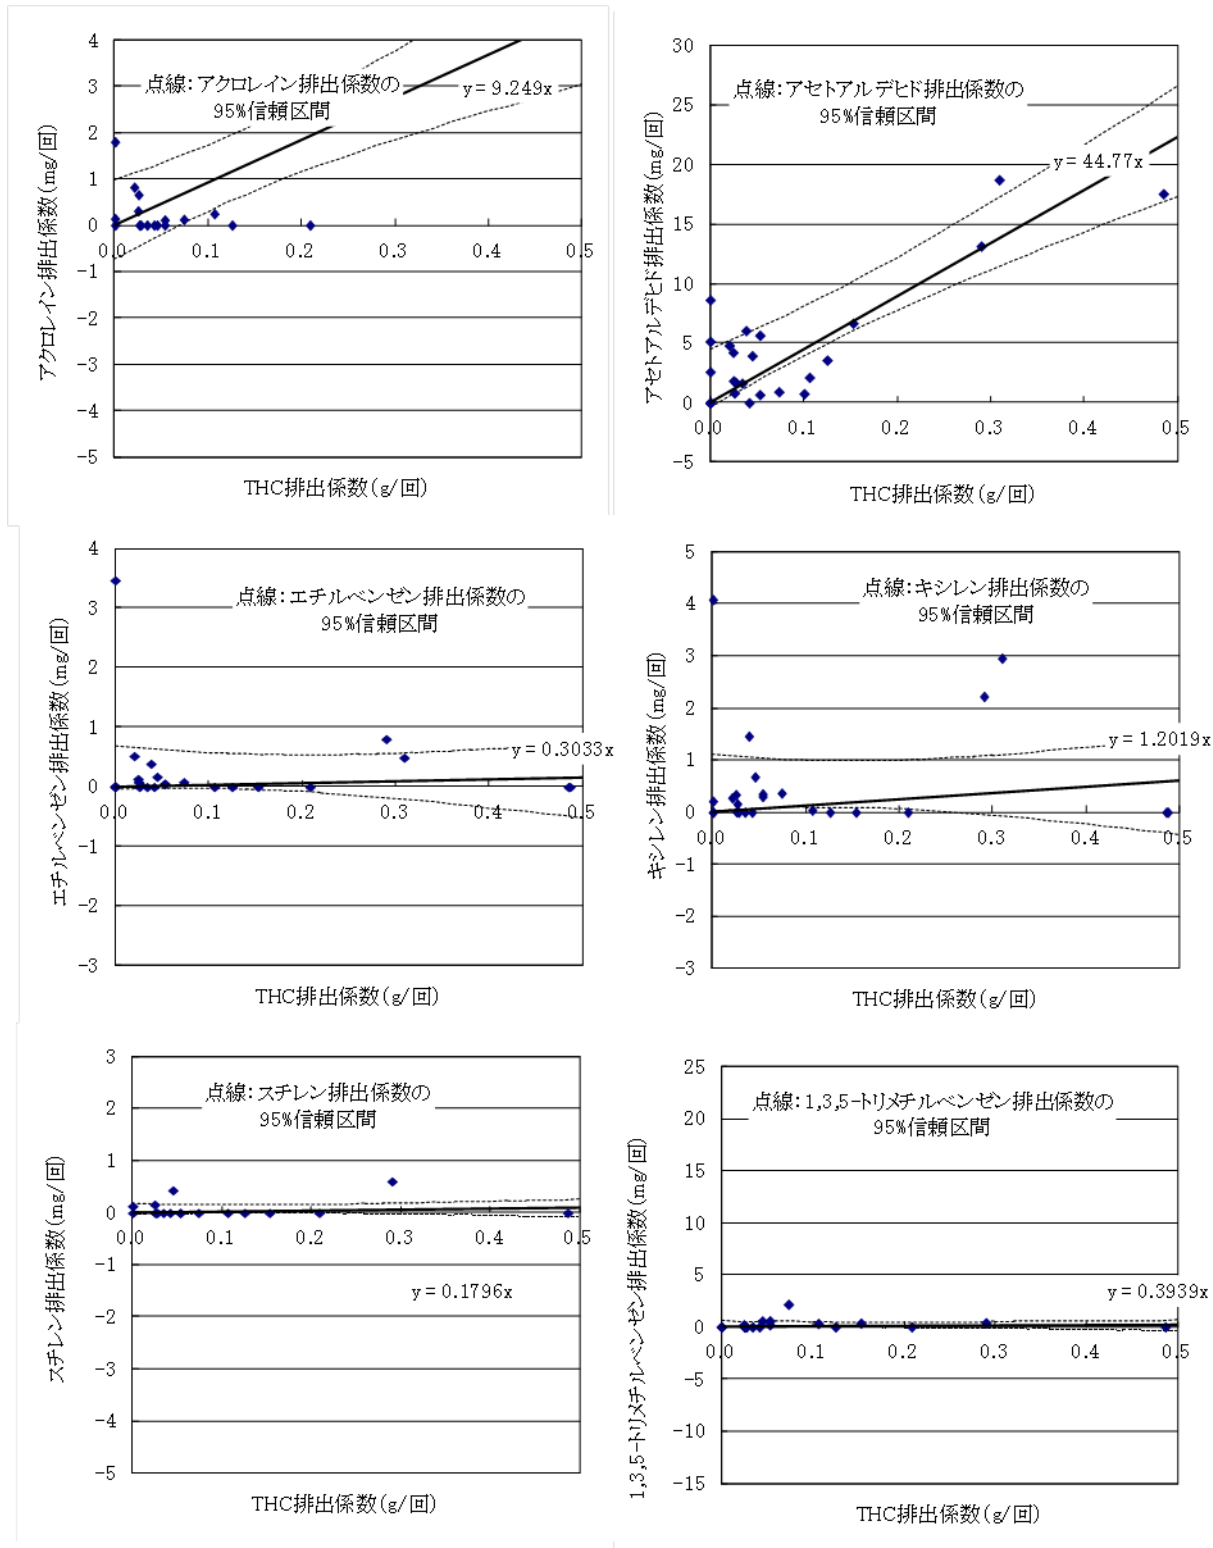 4
3
2
1
0
-1
-2
-3
-4
-5
点線:アクロレイン排出係数の
95%信頼区間
y = 9.249x
0.0
0.1
0.2
0.3
0.4
0.5
アクロレイン排出係数(mg/回)
THC排出係数(g/回)
30
25
20
15
10
5
0
-5
点線:アセトアルデヒド排出係数の
95%信頼区間
y = 44.77x
0.0
0.1
0.2
0.3
0.4
0.5
アセトアルデヒド排出係数(mg/回)
THC排出係数(g/回)
4
3
2
1
0
-1
-2
-3
点線:エチルベンゼン排出係数の
95%信頼区間
y = 0.3033x
0.0
0.1
0.2
0.3
0.4
0.5
エチルベンゼン排出係数(mg/回)
THC排出係数(g/回)
5
4
3
2
1
0
-1
-2
-3
点線:キシレン排出係数の
95%信頼区間
y = 1.2019x
0.0
0.1
0.2
0.3
0.4
0.5
キシレン排出係数(mg/回)
THC排出係数(g/回)
3
2
1
0
-1
-2
-3
-4
-5
点線:スチレン排出係数の
95%信頼区間
0.0
0.1
0.2
0.3
0.4
0.5
y = 0.1796x
スチレン排出係数(mg/回)
THC排出係数(g/回)
25
20
15
10
5
0
-5
-10
-15
点線:1,3,5-トリメチルベンゼン排出係数の
95%信頼区間
y = 0.3939x
0.0
0.1
0.2
0.3
0.4
0.5
1,3,5-トリメチルベンゼン排出係数(mg/回)
THC排出係数(g/回)